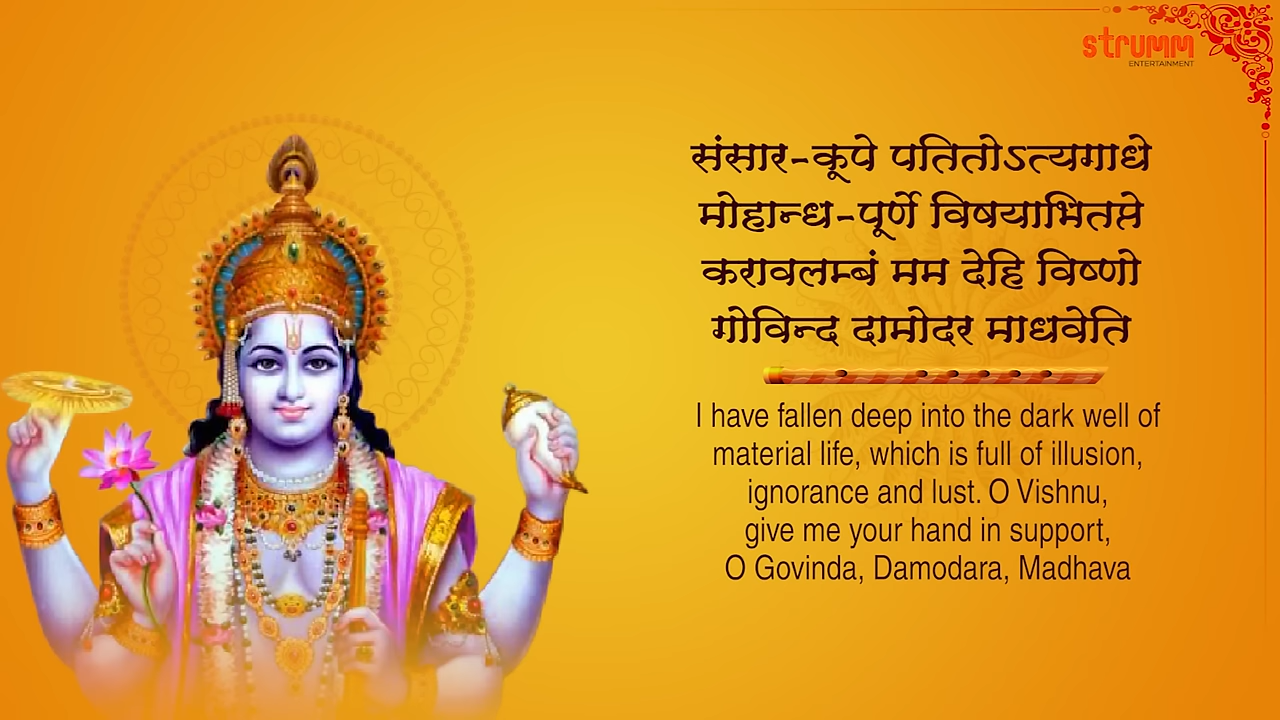 strumm
ENTERTAINMENT
संसार-कूपे पतितोऽत्यगाधे
मोहान्ध-पूर्णे विषयाभितप्ते
करावलम्बं मम देहि विष्णो
गोविन्द दामोदर माधवेति
I have fallen deep into the dark well of
material life, which is full of illusion,
ignorance and lust. O Vishnu,
give me your hand in support,
O Govinda, Damodara, Madhava